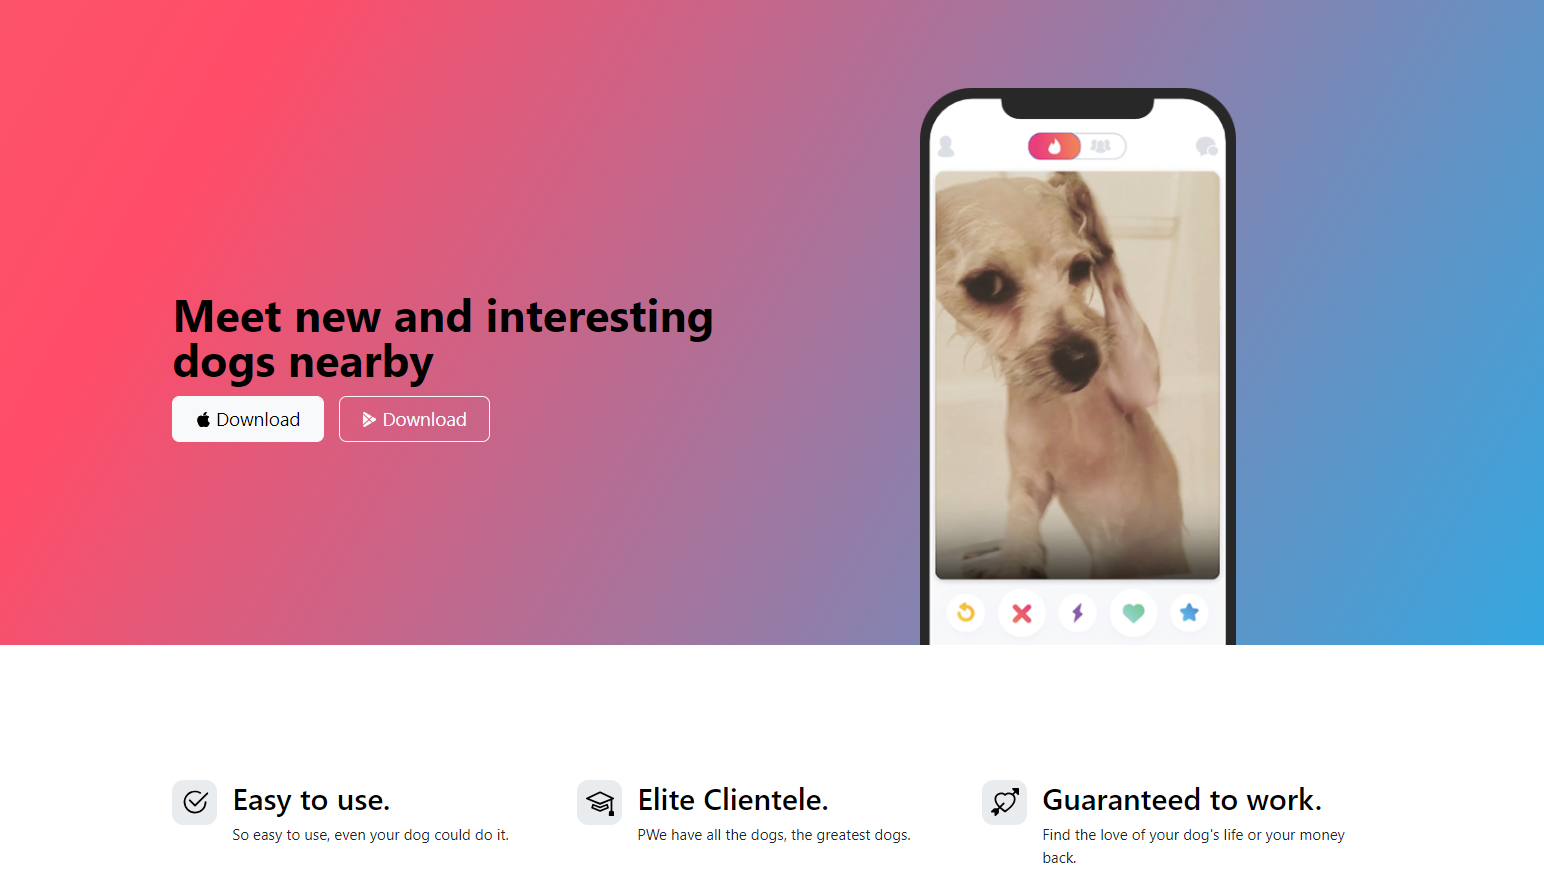 Meet new and interesting
dogs nearby
Download
Download
Easy to use.
So easy to use, even your dog could do it.
Elite Clientele.
PWe have all the dogs, the greatest dogs.
Guaranteed to work.
Find the love of your dog's life or your money
back.